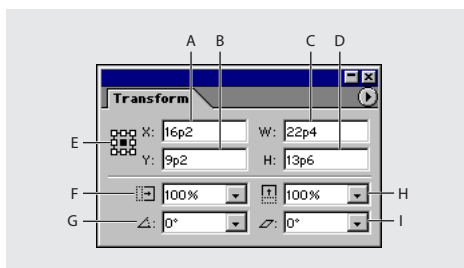 A B C D
Transform
X: 16p2 W: 22p4
E
Y: 9p2 H: 13p6
F 100% 100% H
G 0° 0° I